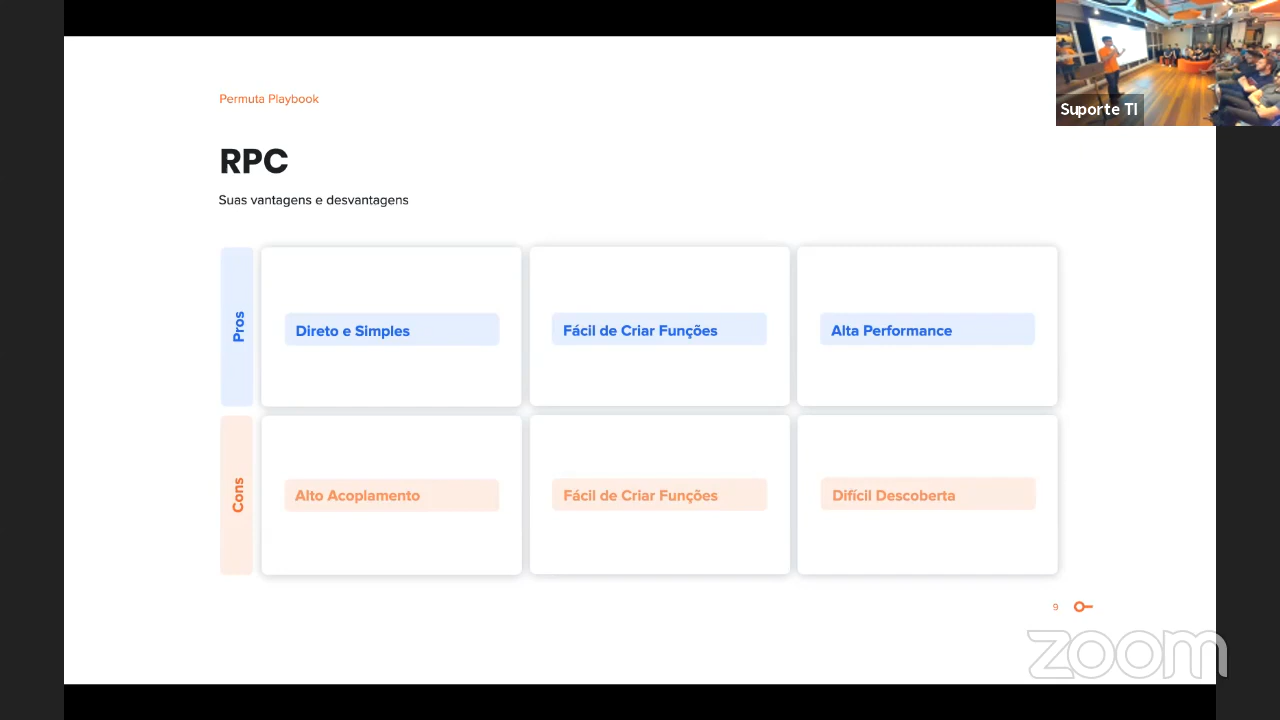 Permuta Playbook
RPC
Suas vantagens e desvantagens
Pros
Direto e Simples
Fácil de Criar Funções
Alta Performance
Cons
Alto Acoplamento
Fácil de Criar Funções
Difícil Descoberta
9
Suporte TI
zoom